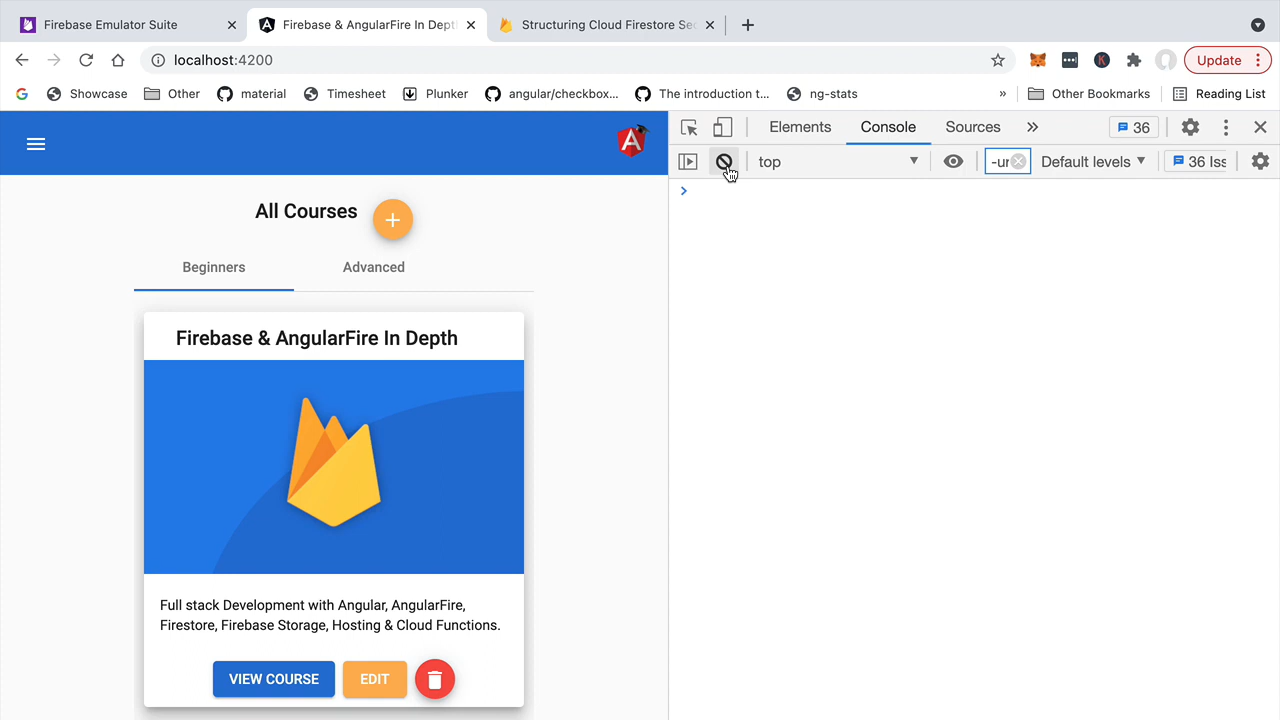 Firebase Emulator Suite
Firebase & AngularFire In Dept
Structuring Cloud Firestore Sec
localhost:4200
Update
Showcase
Other
material
Timesheet
Plunker
angular/checkbox...
The introduction t...
ng-stats
»
Other Bookmarks
Reading List
Elements
Console
Sources
36
top
-ur
Default levels
36 Iss
All Courses
Beginners
Advanced
Firebase & AngularFire In Depth
Full stack Development with Angular, AngularFire,
Firestore, Firebase Storage, Hosting & Cloud Functions.
VIEW COURSE
EDIT